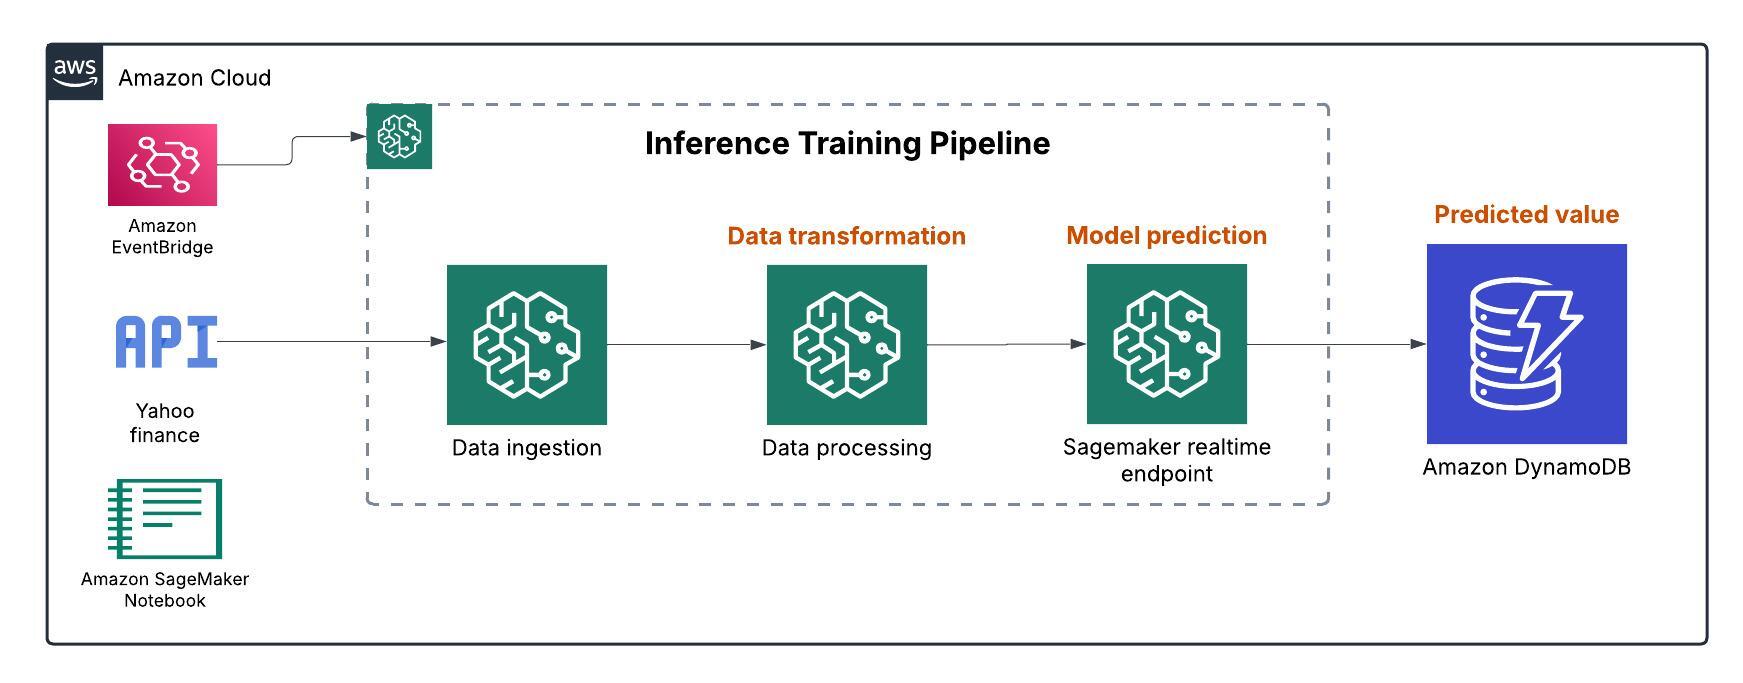 aws
Amazon Cloud
Inference Training Pipeline
Amazon
EventBridge
Predicted value
Data transformation
Model prediction
API
Yahoo
finance
Data ingestion
Data processing
Sagemaker realtime
endpoint
Amazon DynamoDB
Amazon SageMaker
Notebook